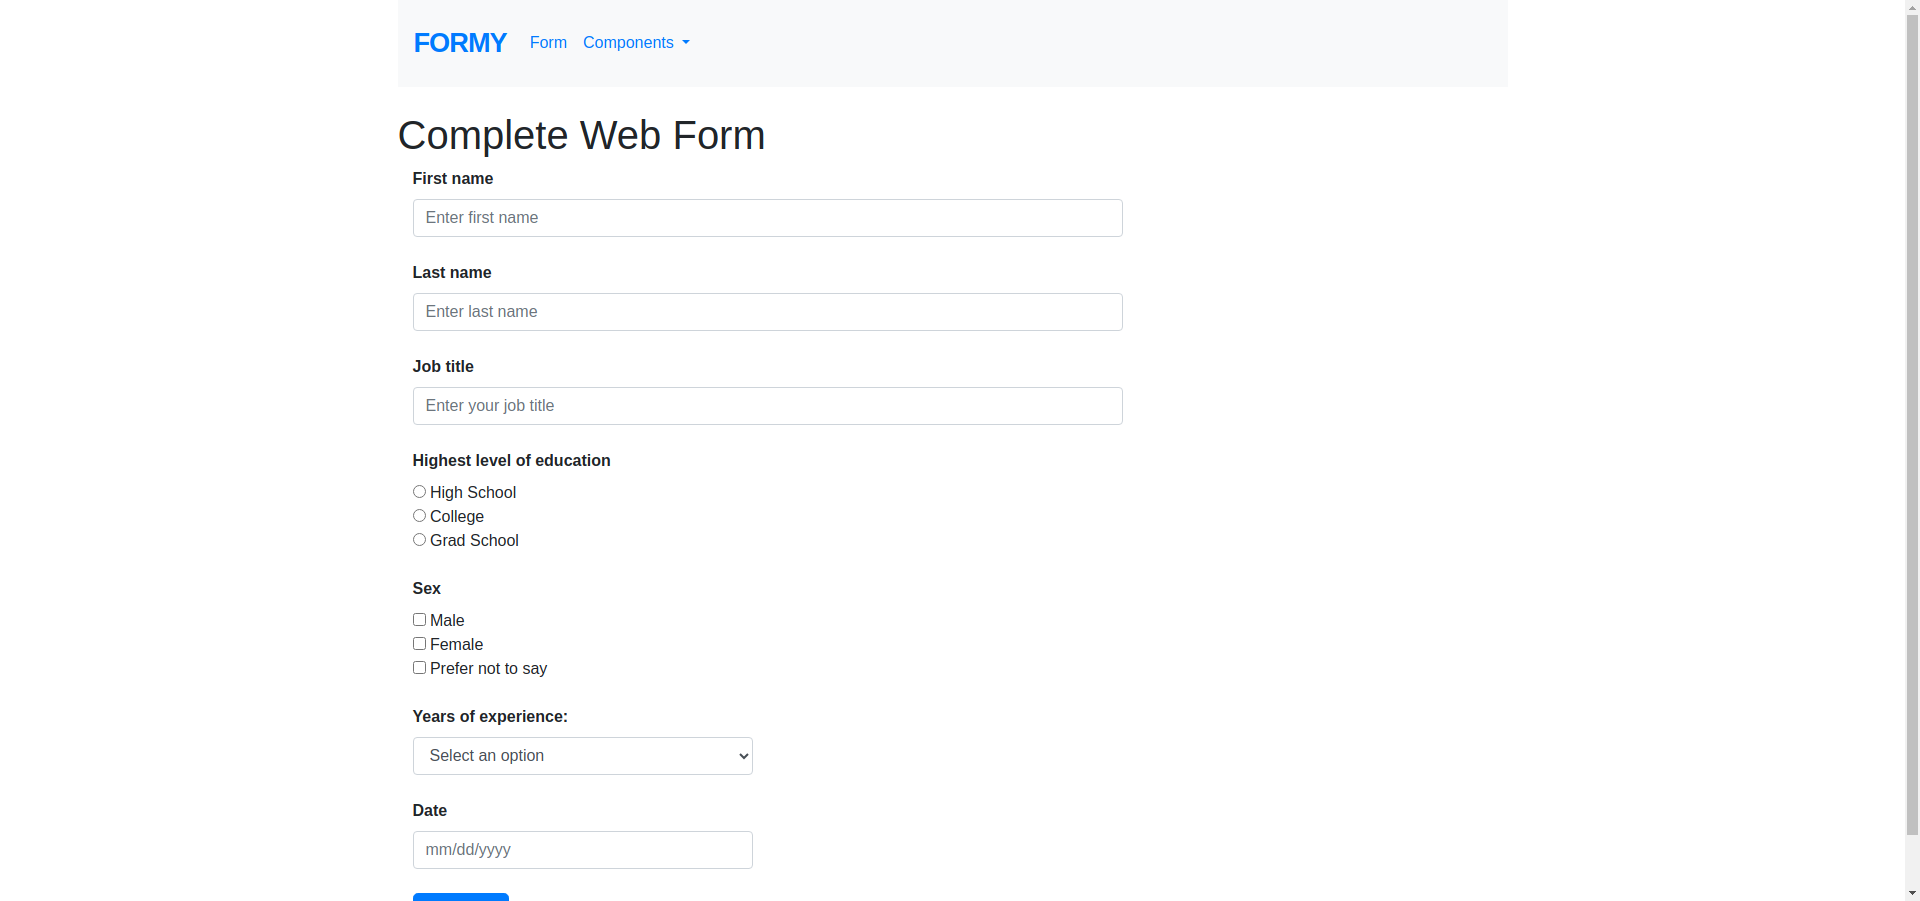 FORMY Form Components
Complete Web Form
First name
Enter first name
Last name
Enter last name
Job title
Enter your job title
Highest level of education
High School
College
Grad School
Sex
Male
Female
Prefer not to say
Years of experience:
Select an option
Date
mm/dd/yyyy